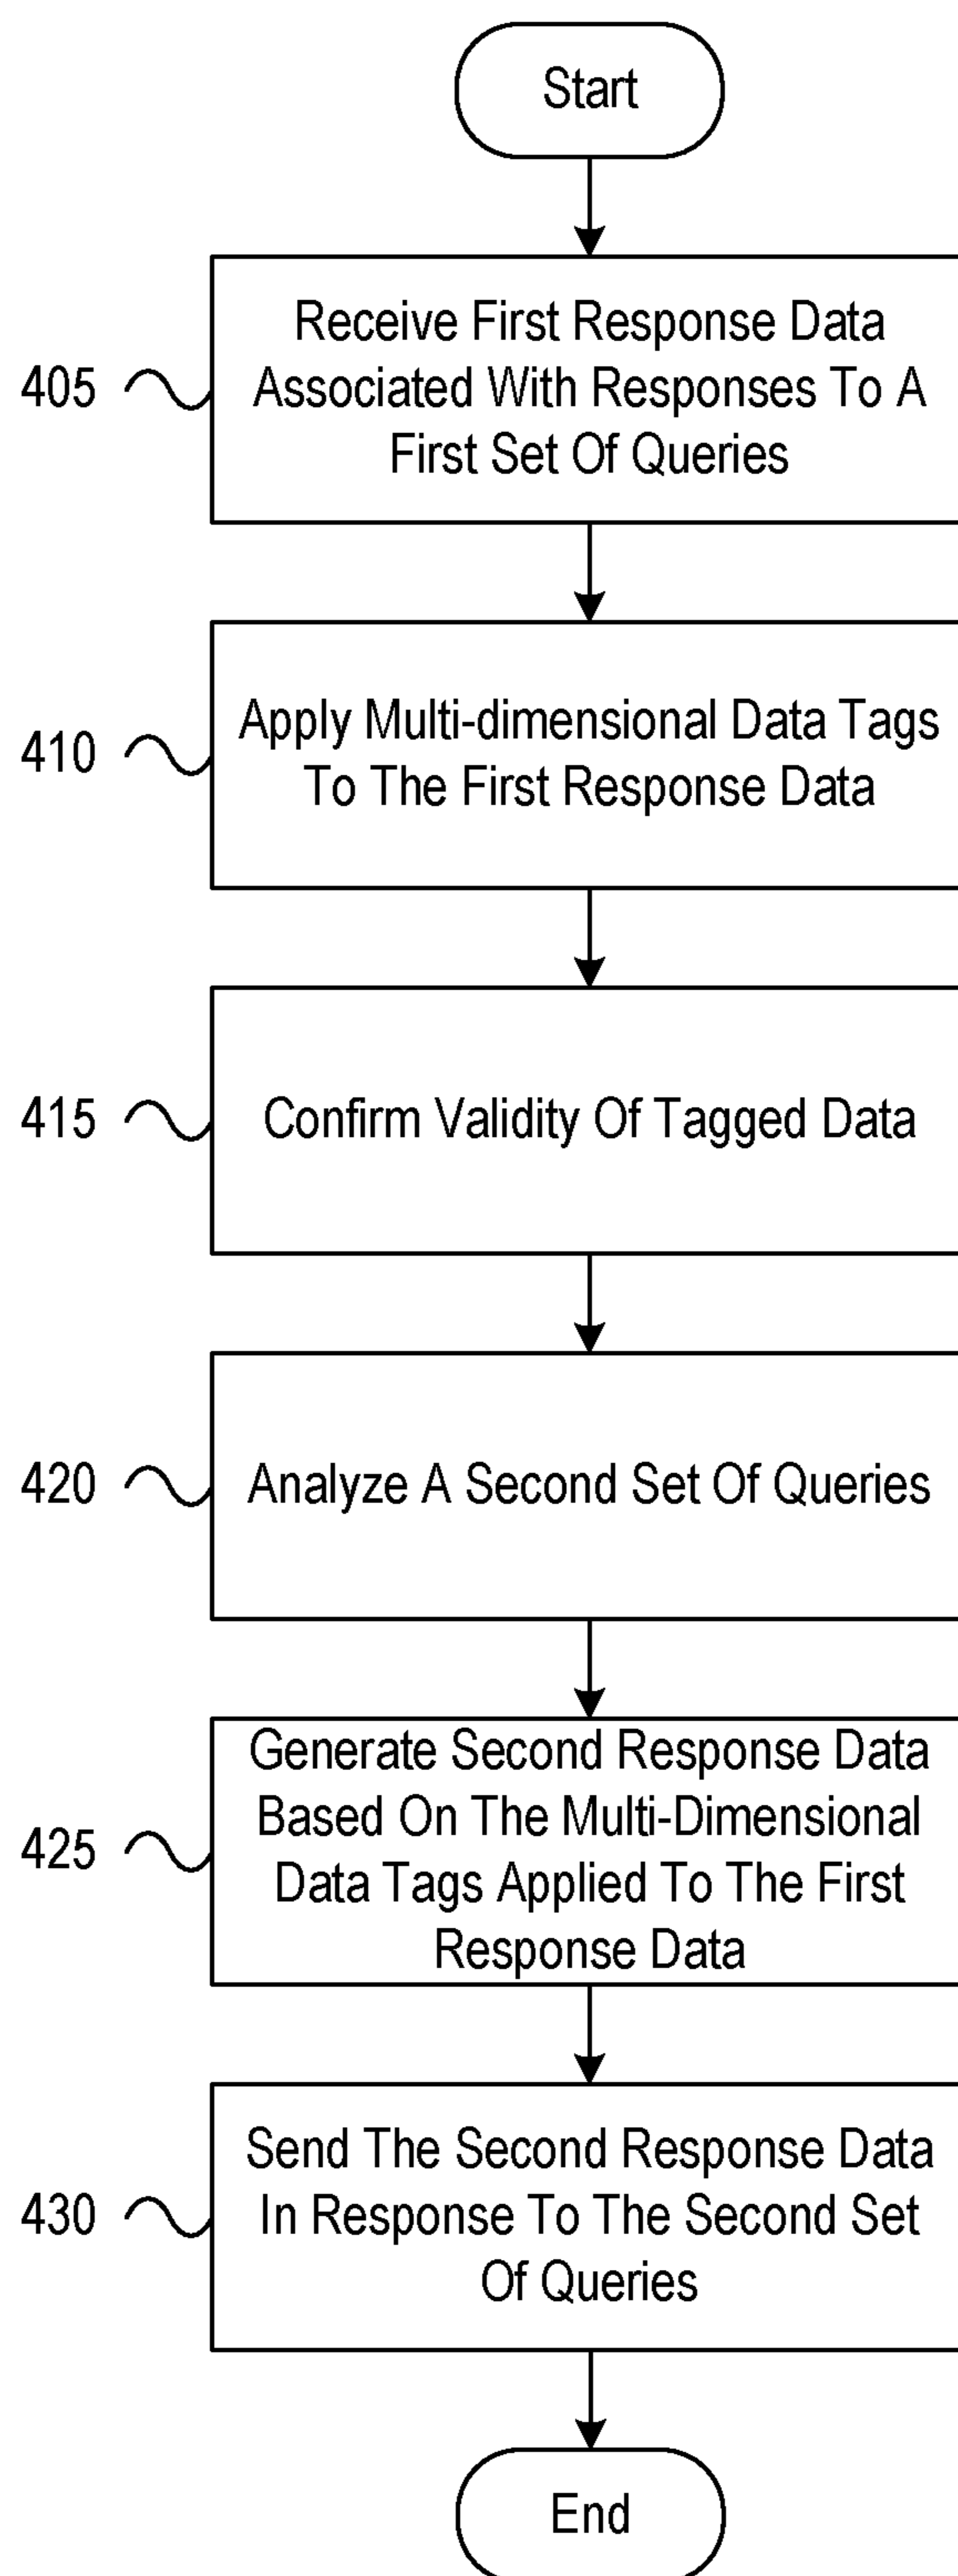 Start
Receive First Response Data
Associated With Responses To A
First Set Of Queries
405
Apply Multi-dimensional Data Tags
To The First Response Data
410
Confirm Validity Of Tagged Data
415
Analyze A Second Set Of Queries
420
Generate Second Response Data
Based On The Multi-Dimensional
Data Tags Applied To The First
Response Data
425
Send The Second Response Data
In Response To The Second Set
Of Queries
430
End